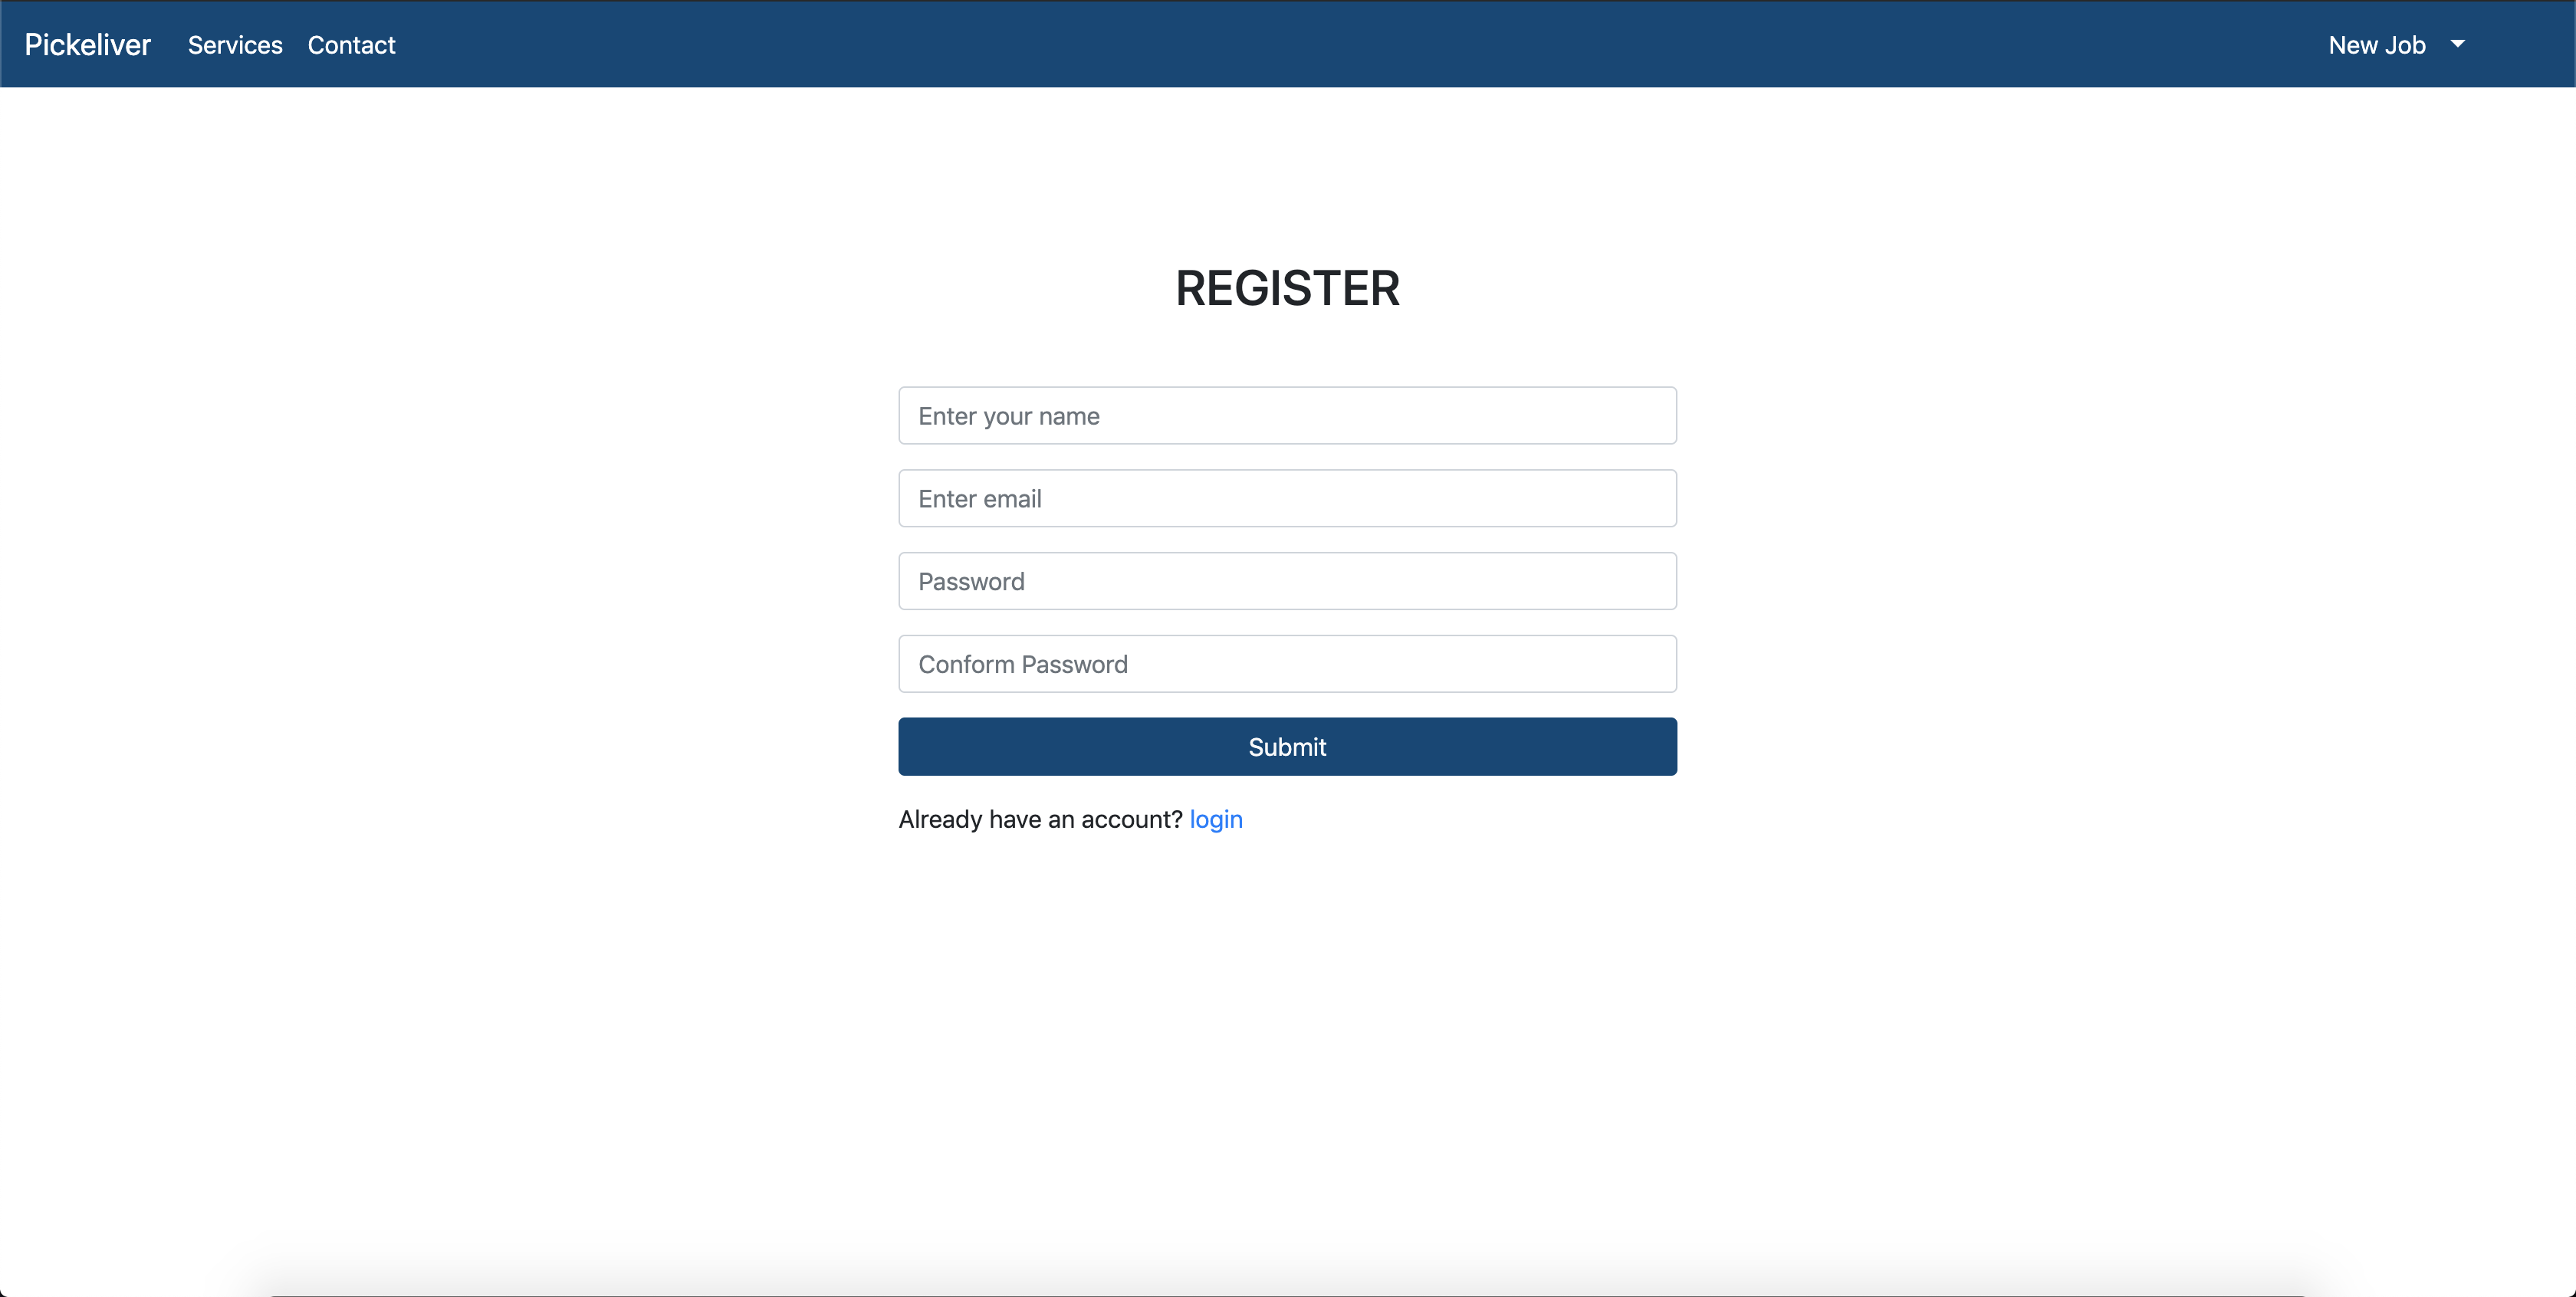 Pickeliver Services Contact New Job
REGISTER
Enter your name
Enter email
Password
Conform Password
Submit
Already have an account? login